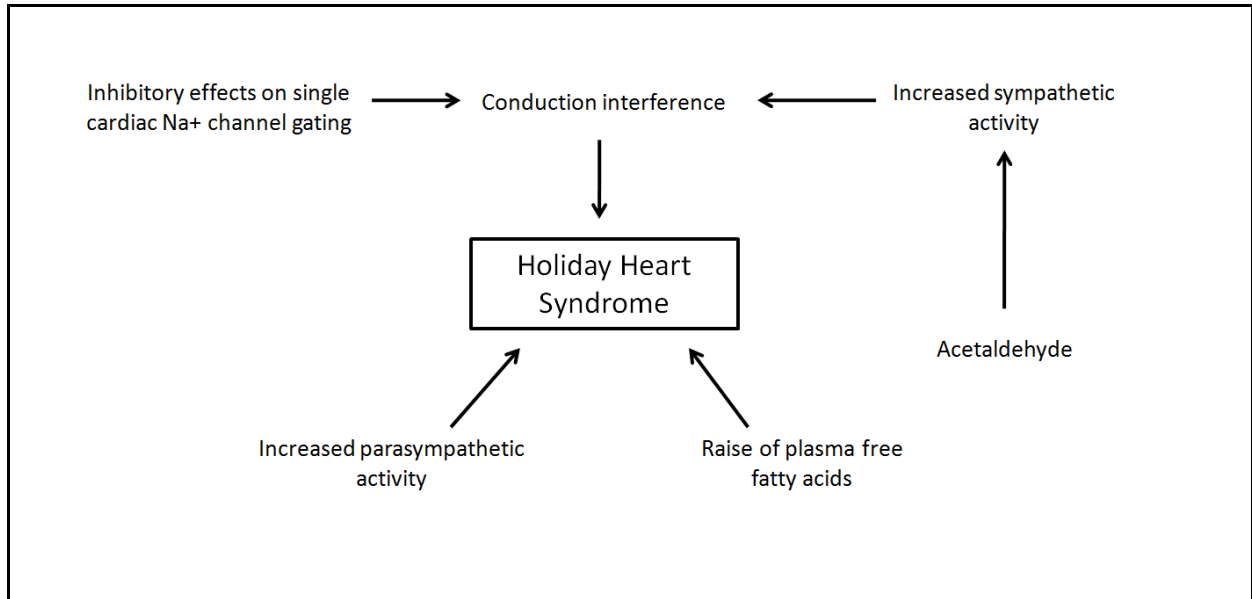 Inhibitory effects on single
cardiac Na+ channel gating
Conduction interference
Increased sympathetic
activity
Holiday Heart
Syndrome
Acetaldehyde
Increased parasympathetic
activity
Raise of plasma free
fatty acids